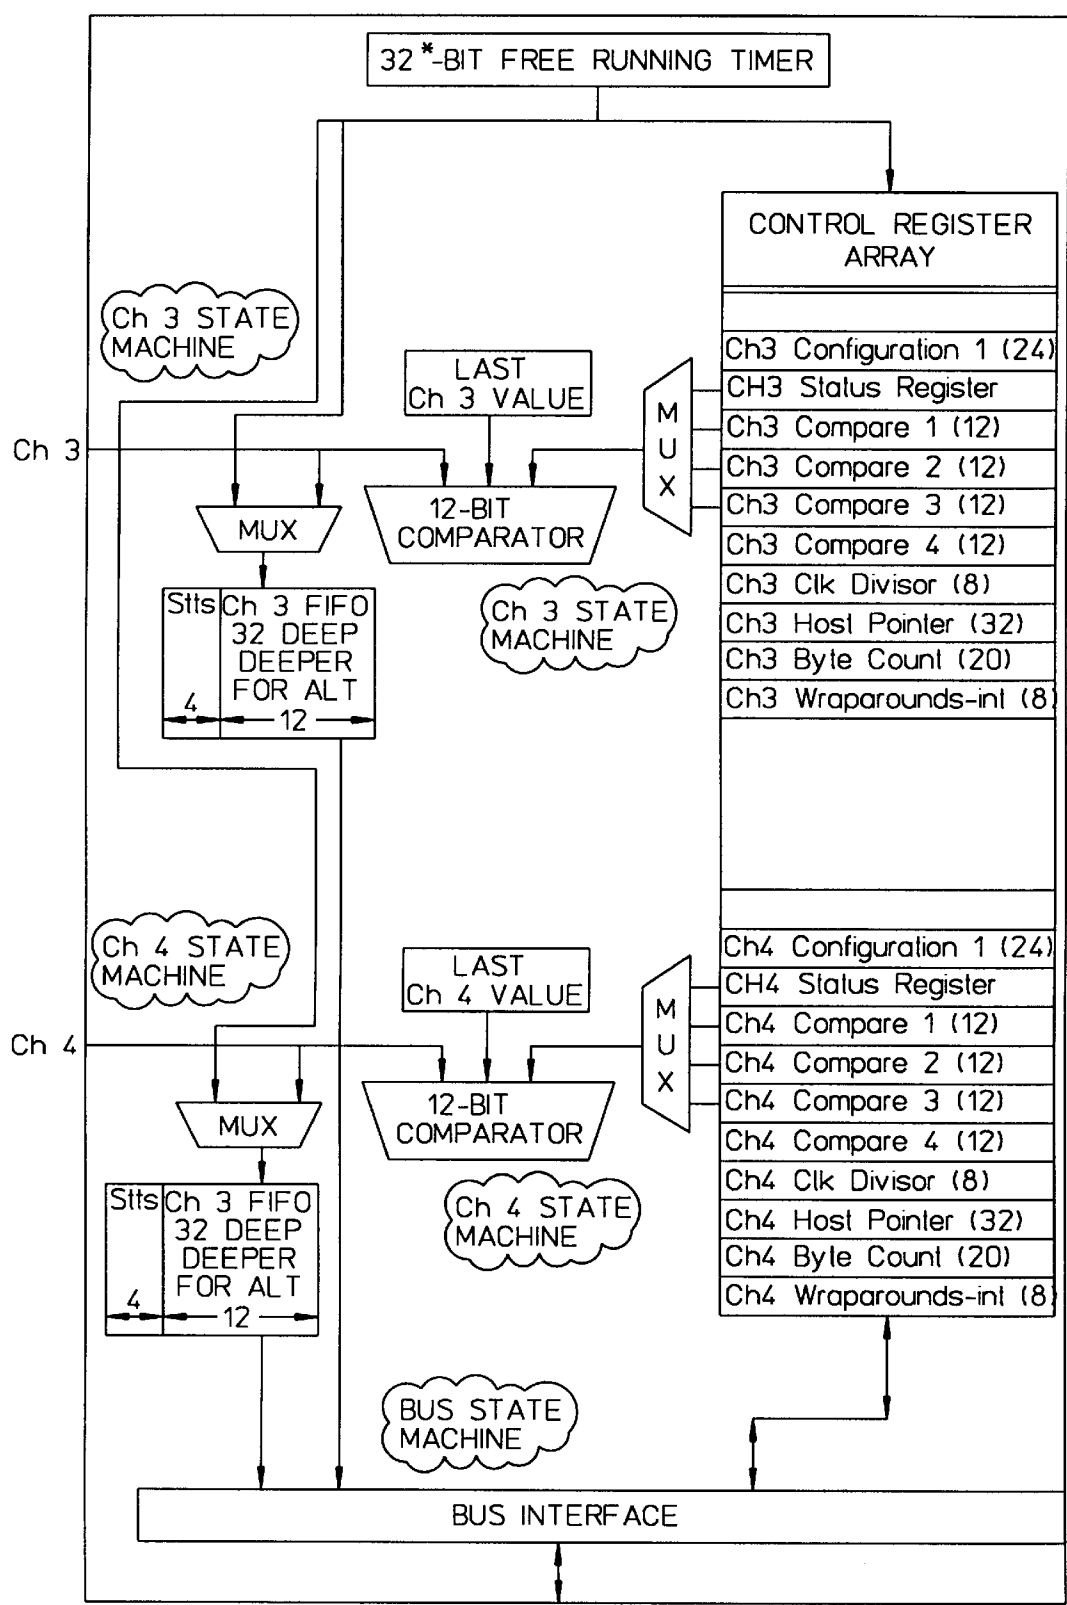 32*-BIT FREE RUNNING TIMER
CONTROL REGISTER
ARRAY
Ch 3 STATE
MACHINE
LAST
Ch 3 VALUE
MUX
Ch3 Configuration 1 (24)
CH3 Status Register
Ch3 Compare 1 (12)
Ch3 Compare 2 (12)
Ch3 Compare 3 (12)
Ch3 Compare 4 (12)
Ch3 Clk Divisor (8)
Ch3 Host Pointer (32)
Ch3 Byte Count (20)
Ch3 Wraparounds-int (8)
Ch 3
MUX
12-BIT
COMPARATOR
Stts
Ch 3 FIFO
32 DEEP
DEEPER
FOR ALT
4
12
Ch 3 STATE
MACHINE
Ch 4 STATE
MACHINE
LAST
Ch 4 VALUE
MUX
Ch4 Configuration 1 (24)
CH4 Status Register
Ch4 Compare 1 (12)
Ch4 Compare 2 (12)
Ch4 Compare 3 (12)
Ch4 Compare 4 (12)
Ch4 Clk Divisor (8)
Ch4 Host Pointer (32)
Ch4 Byte Count (20)
Ch4 Wraparounds-int (8)
Ch 4
MUX
12-BIT
COMPARATOR
Stts
Ch 3 FIFO
32 DEEP
DEEPER
FOR ALT
4
12
Ch 4 STATE
MACHINE
BUS STATE
MACHINE
BUS INTERFACE